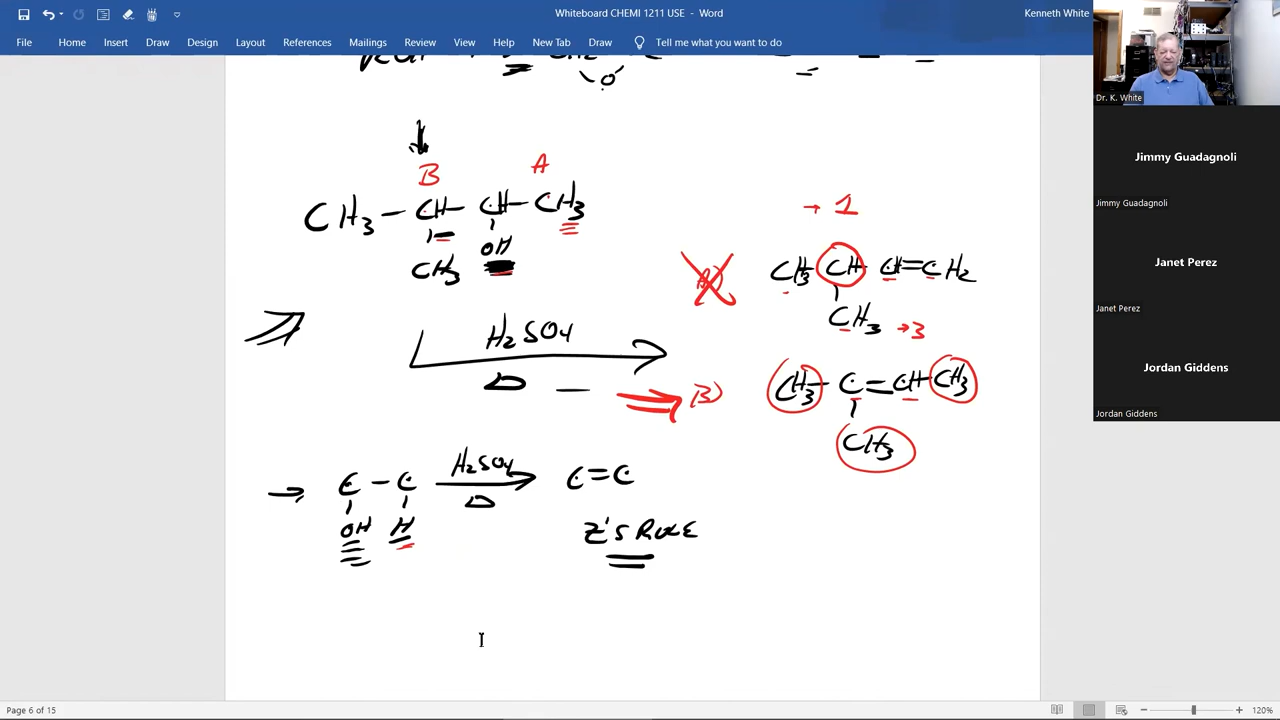 Whiteboard CHEMI 1211 USE - Word
Kenneth White
File Home Insert Draw Design Layout References Mailings Review View Help New Tab Draw Tell me what you want to do
Dr. K. White
Jimmy Guadagnoli
Jimmy Guadagnoli
Janet Perez
Janet Perez
Jordan Giddens
Jordan Giddens
O
B A
CH3 - CH - CH - CH3
OH
CH3
→ 1
A) CH3 CH - CH = CH2
CH3 → 3
H2SO4
△
B) CH3 - C = CH CH3
CH3
→ C - C H2SO4 C = C
△
OH H
Z's RULE
Page 6 of 15
120%